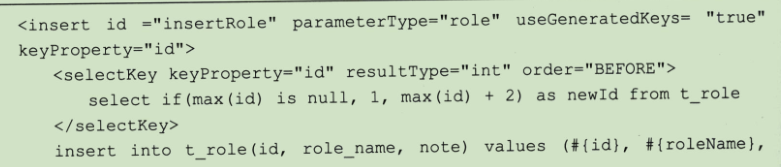 <insert id ="insertRole" parameterType="role" useGeneratedKeys= "true"
keyProperty="id">
<selectKey keyProperty="id" resultType="int" order="BEFORE">
select if(max(id) is null, 1, max(id) + 2) as newId from t_role
</selectKey>
insert into t_role(id, role_name, note) values (#{id}, #{roleName},